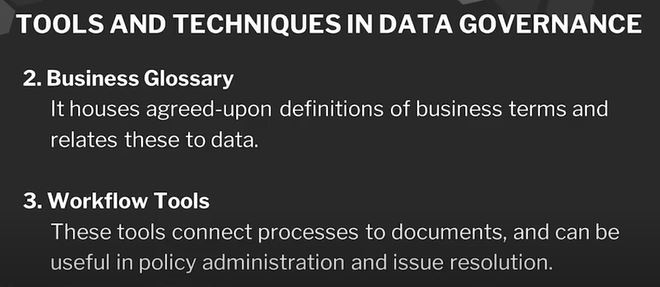 TOOLS AND TECHNIQUES IN DATA GOVERNANCE
2. Business Glossary
It houses agreed-upon definitions of business terms and
relates these to data.
3. Workflow Tools
These tools connect processes to documents, and can be
useful in policy administration and issue resolution.